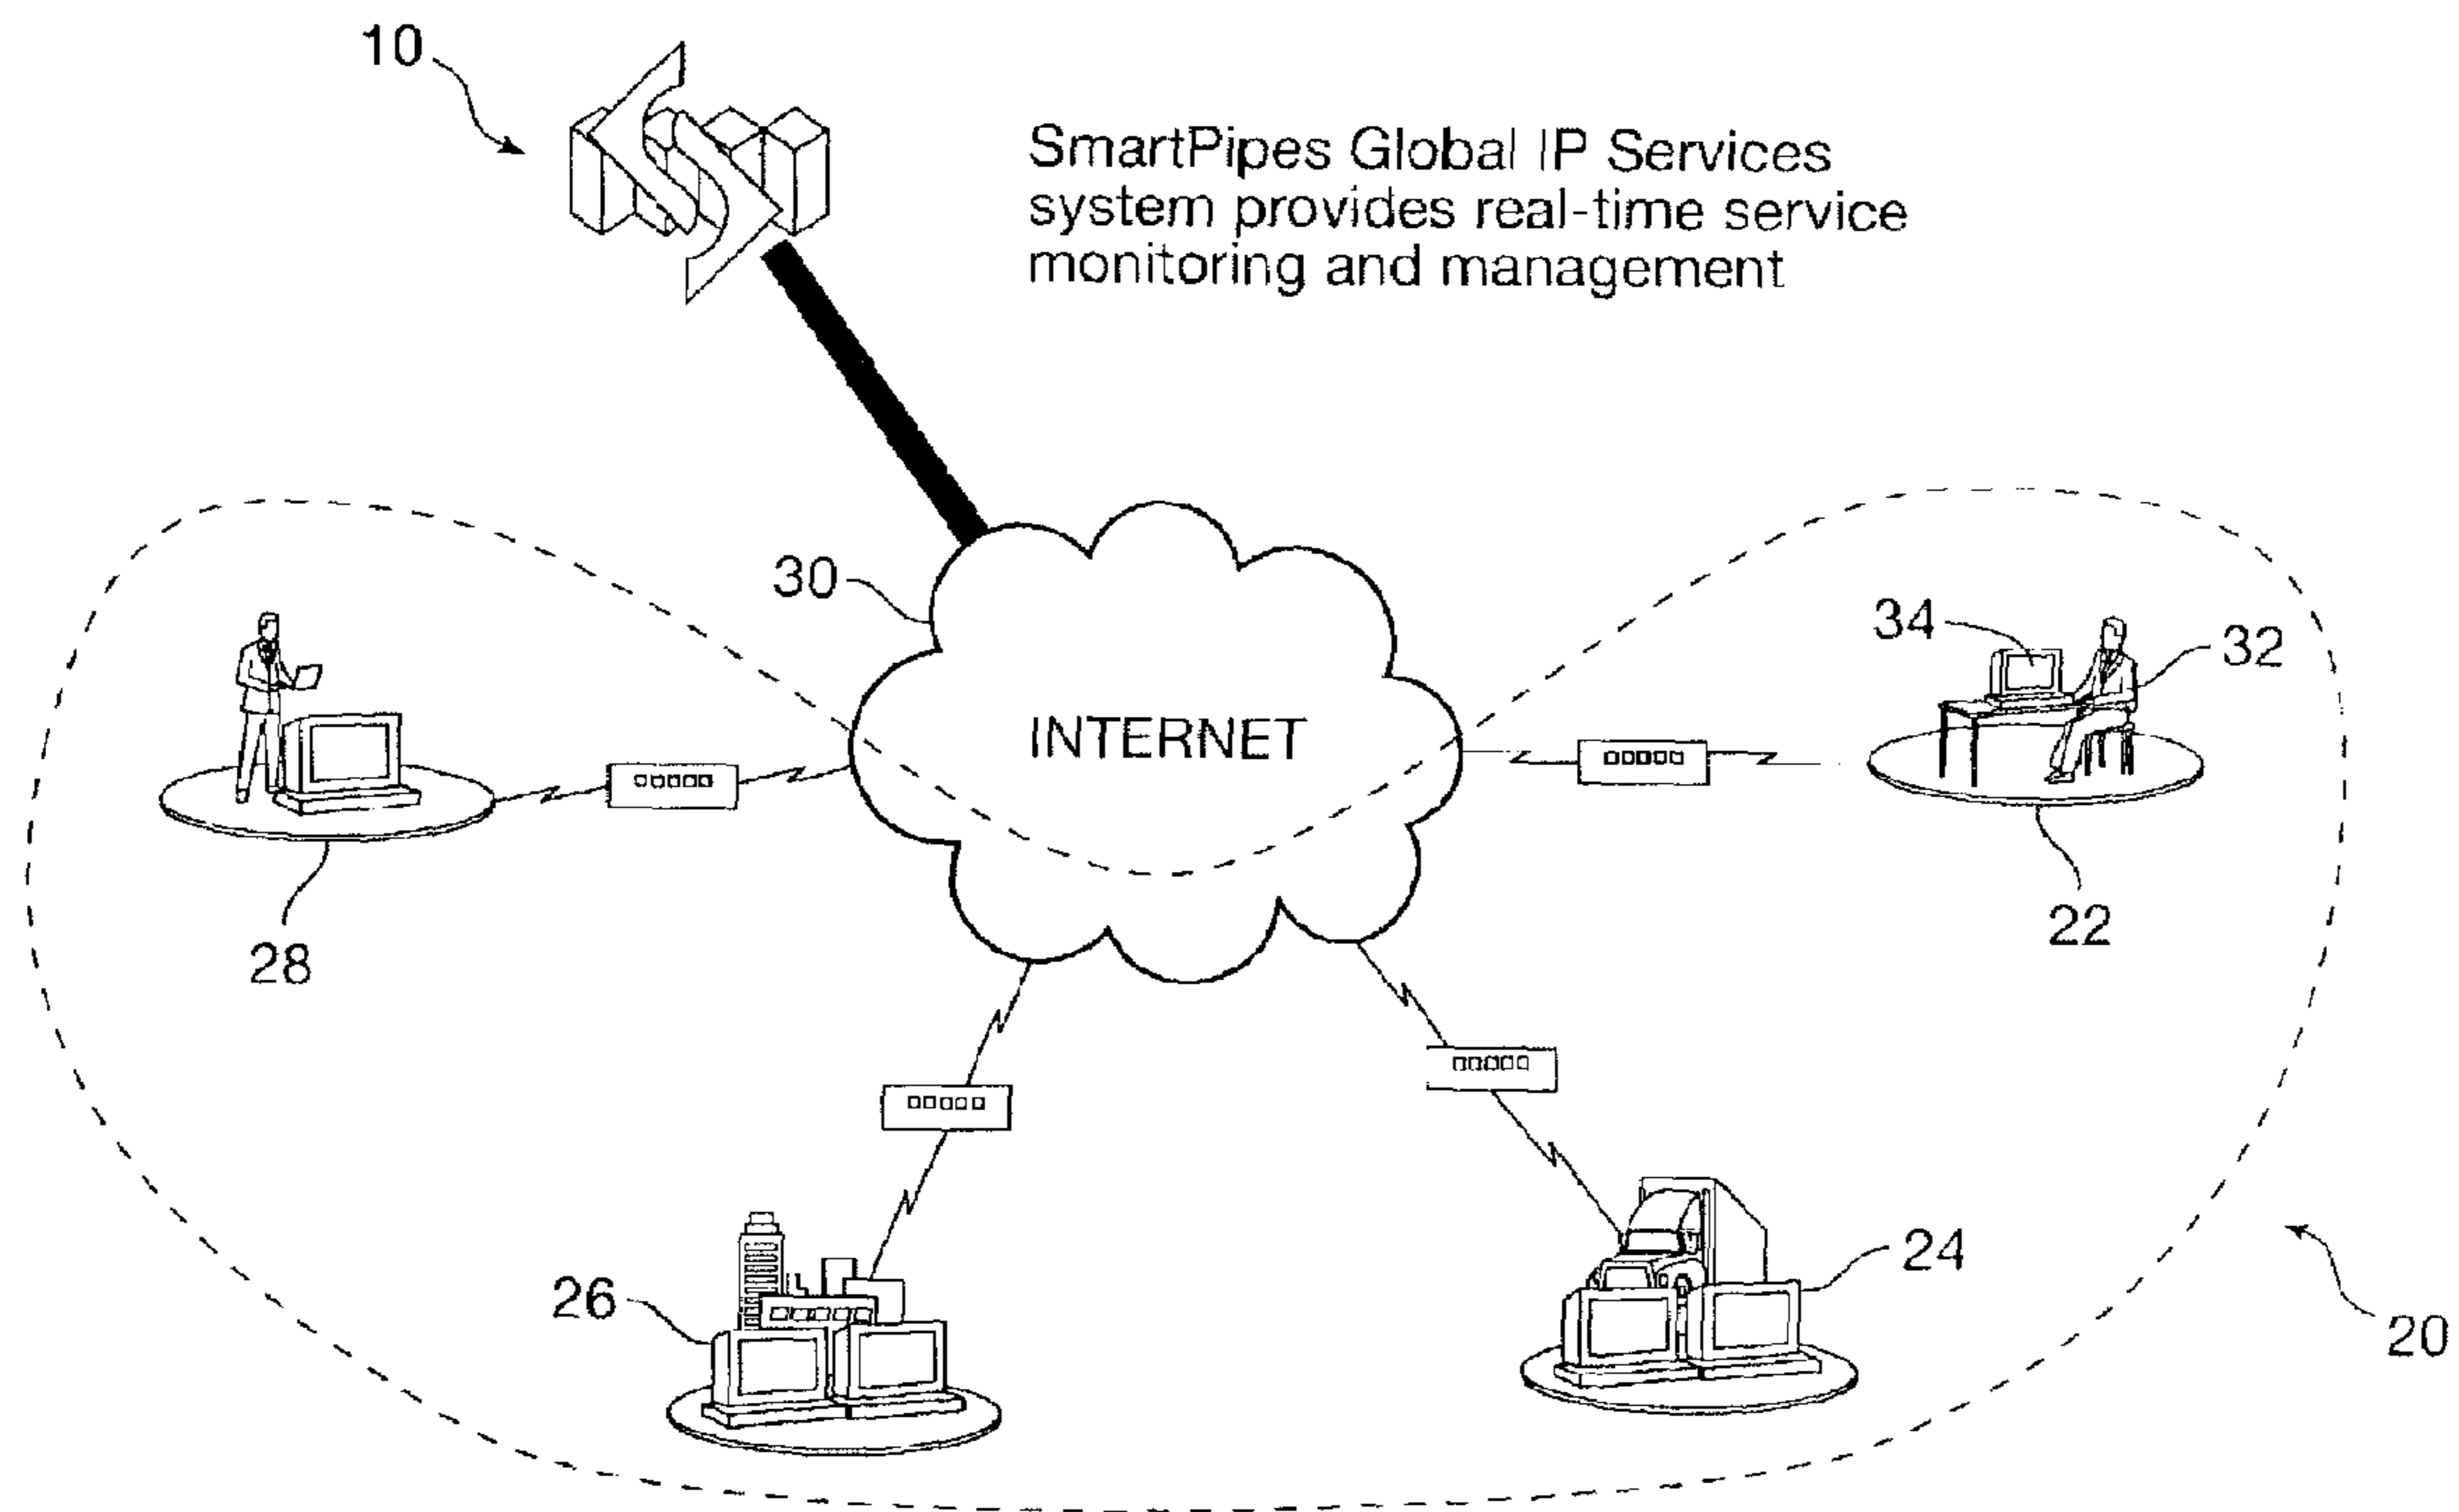 10
SmartPipes Global IP Services
system provides real-time service
monitoring and management
30
34
32
INTERNET
22
28
24
26
20